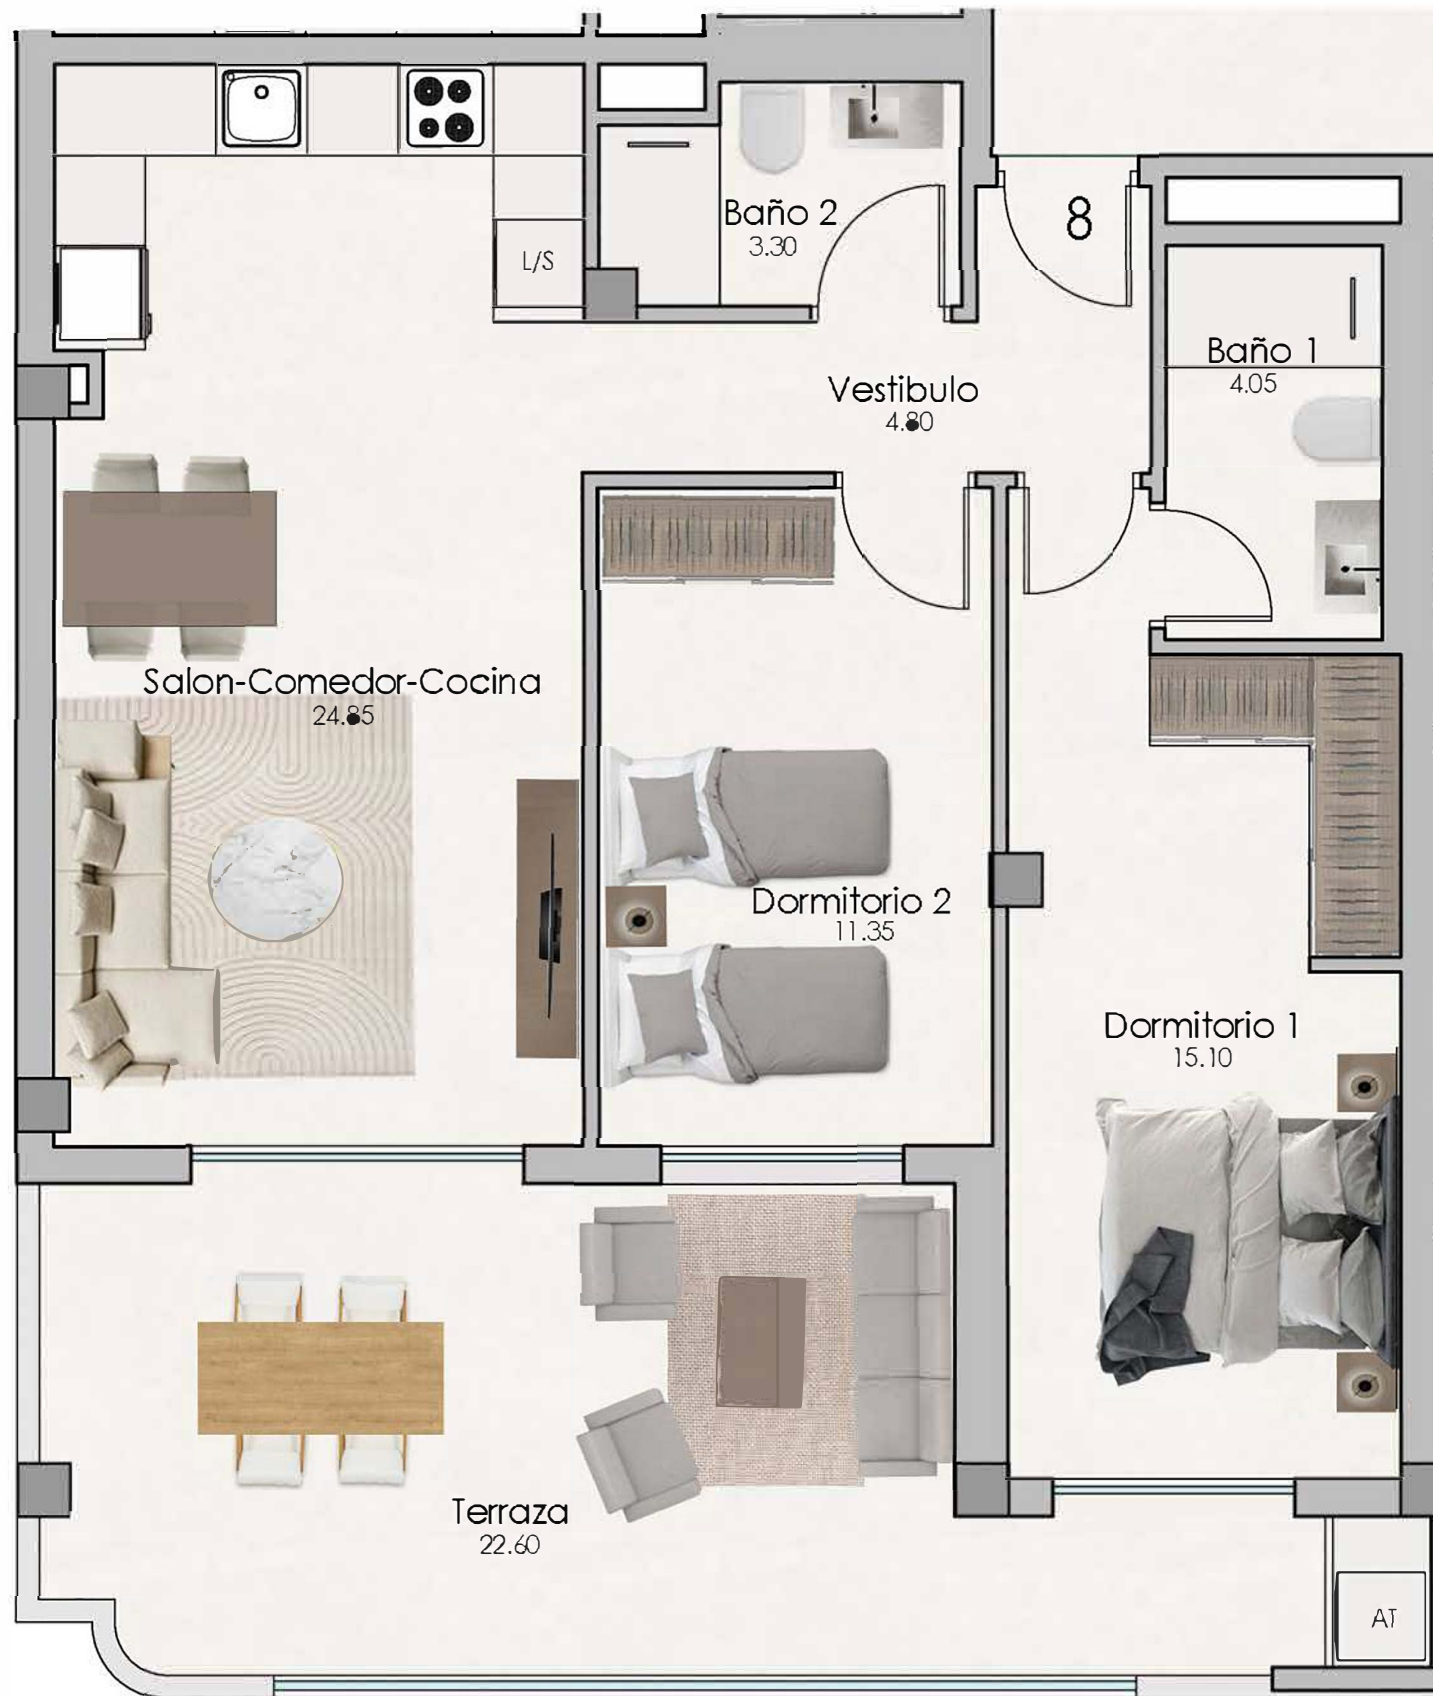 8
Baño 2
3.30
L/S
Baño 1
4.05
Vestibulo
4.80
Salon-Comedor-Cocina
24.85
Dormitorio 2
11.35
Dormitorio 1
15.10
Terraza
22.60
AT